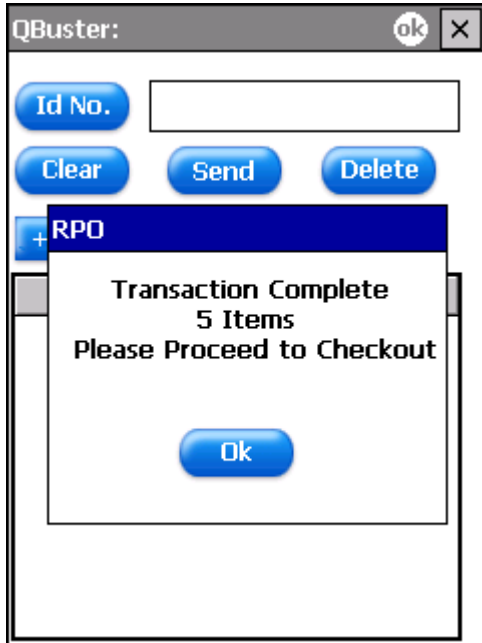 QBuster: ok
Id No.
Clear Send Delete
+
RPO
Transaction Complete
5 Items
Please Proceed to Checkout
Ok